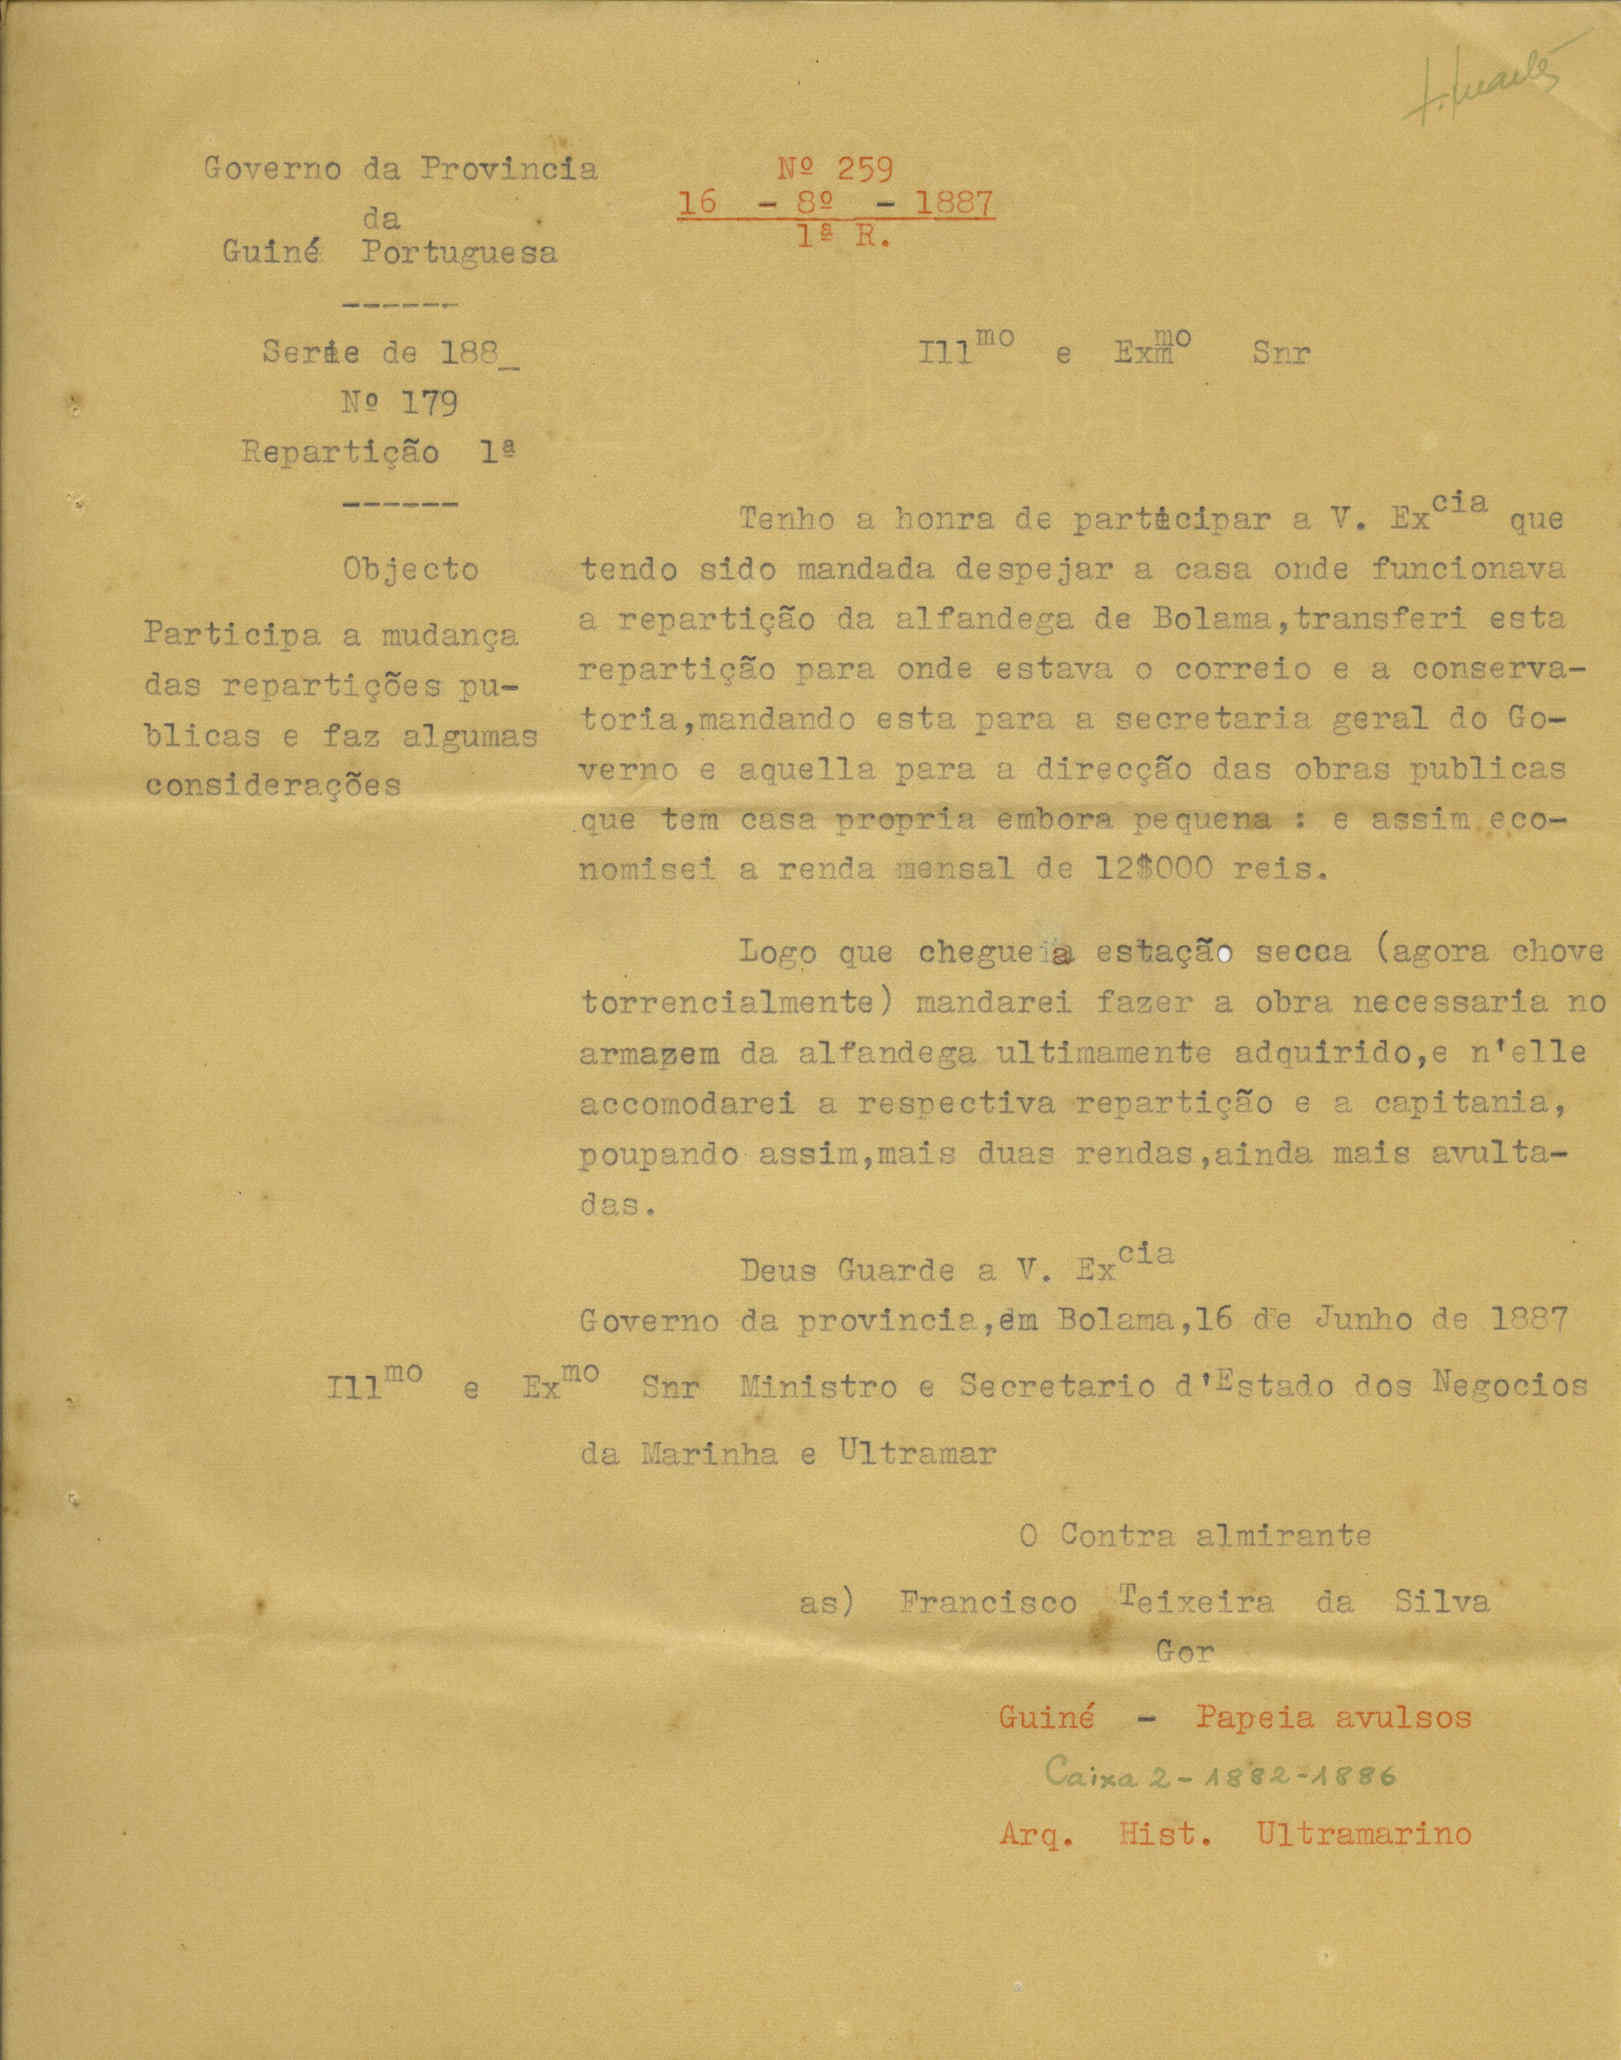 Governo da Provincia
da
Guiné Portuguesa
------
Serie de 188_
Nº 179
Repartição 1ª
------
Objecto
Participa a mudança
das repartições pu-
blicas e faz algumas
considerações
Nº 259
16 - 8º - 1887
1ª R.
Illmo e Exmo Snr
Tenho a honra de participar a V. Excia que
tendo sido mandada despejar a casa onde funcionava
a repartição da alfandega de Bolama,transferi esta
repartição para onde estava o correio e a conserva-
toria,mandando esta para a secretaria geral do Go-
verno e aquella para a direcção das obras publicas
que tem casa propria embora pequena : e assim eco-
nomisei a renda mensal de 12$000 reis.
Logo que chegue a estação secca (agora chove
torrencialmente) mandarei fazer a obra necessaria no
armazem da alfandega ultimamente adquirido,e n'elle
accomodarei a respectiva repartição e a capitania,
poupando assim,mais duas rendas,ainda mais avulta-
das.
Deus Guarde a V. Excia
Governo da provincia,em Bolama,16 de Junho de 1887
Illmo e Exmo Snr Ministro e Secretario d'Estado dos Negocios
da Marinha e Ultramar
O Contra almirante
as) Francisco Teixeira da Silva
Gor
Guiné - Papeia avulsos
Caixa 2-1882-1886
Arq. Hist. Ultramarino